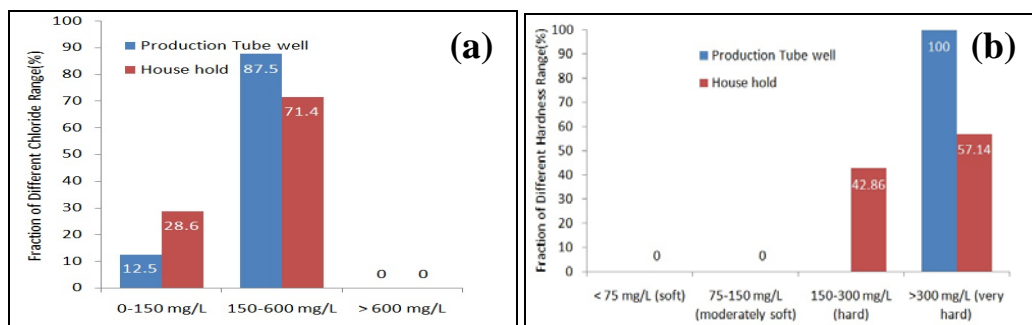 (a)
Fraction of Different Chloride Range(%)
100
90
80
70
60
50
40
30
20
10
0
Production Tube well
House hold
12.5
28.6
87.5
71.4
0
0
0-150 mg/L
150-600 mg/L
> 600 mg/L
(b)
Fraction of Different Hardness Range(%)
100
90
80
70
60
50
40
30
20
10
0
Production Tube well
House hold
0
0
42.86
100
57.14
< 75 mg/L (soft)
75-150 mg/L
(moderately soft)
150-300 mg/L
(hard)
>300 mg/L (very
hard)